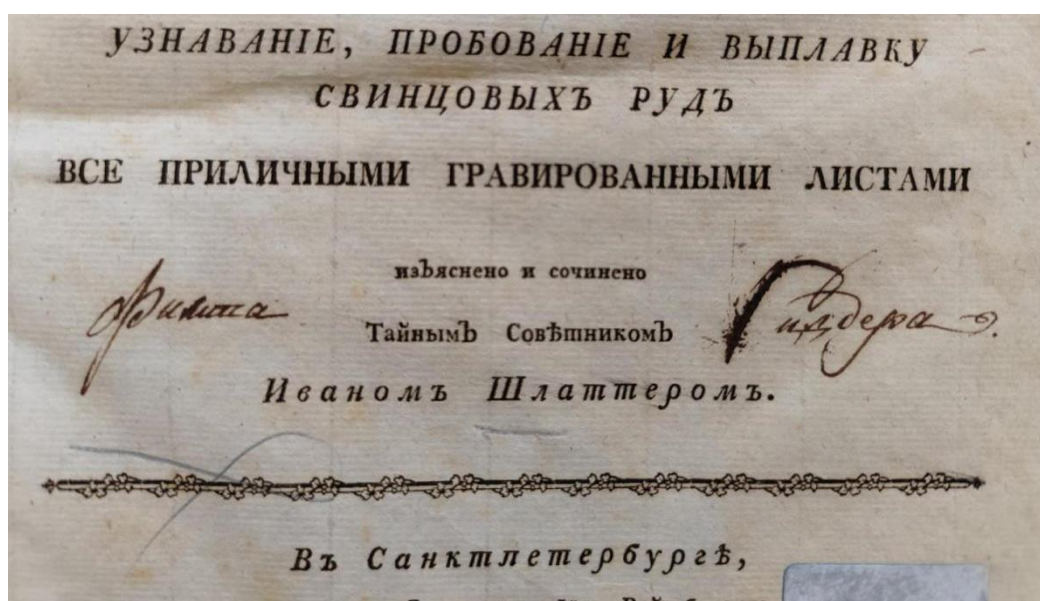 УЗНАВАНІЕ, ПРОБОВАНІЕ И ВЫПЛАВКУ
СВИНЦОВЫХЪ РУДЪ
ВСЕ ПРИЛИЧНЫМИ ГРАВИРОВАННЫМИ ЛИСТАМИ
изЪяснено и сочинено
ТайнымЪ СовѣтникомЪ
Иваномъ Шлаттеромъ.
Въ Санктпетербургѣ,